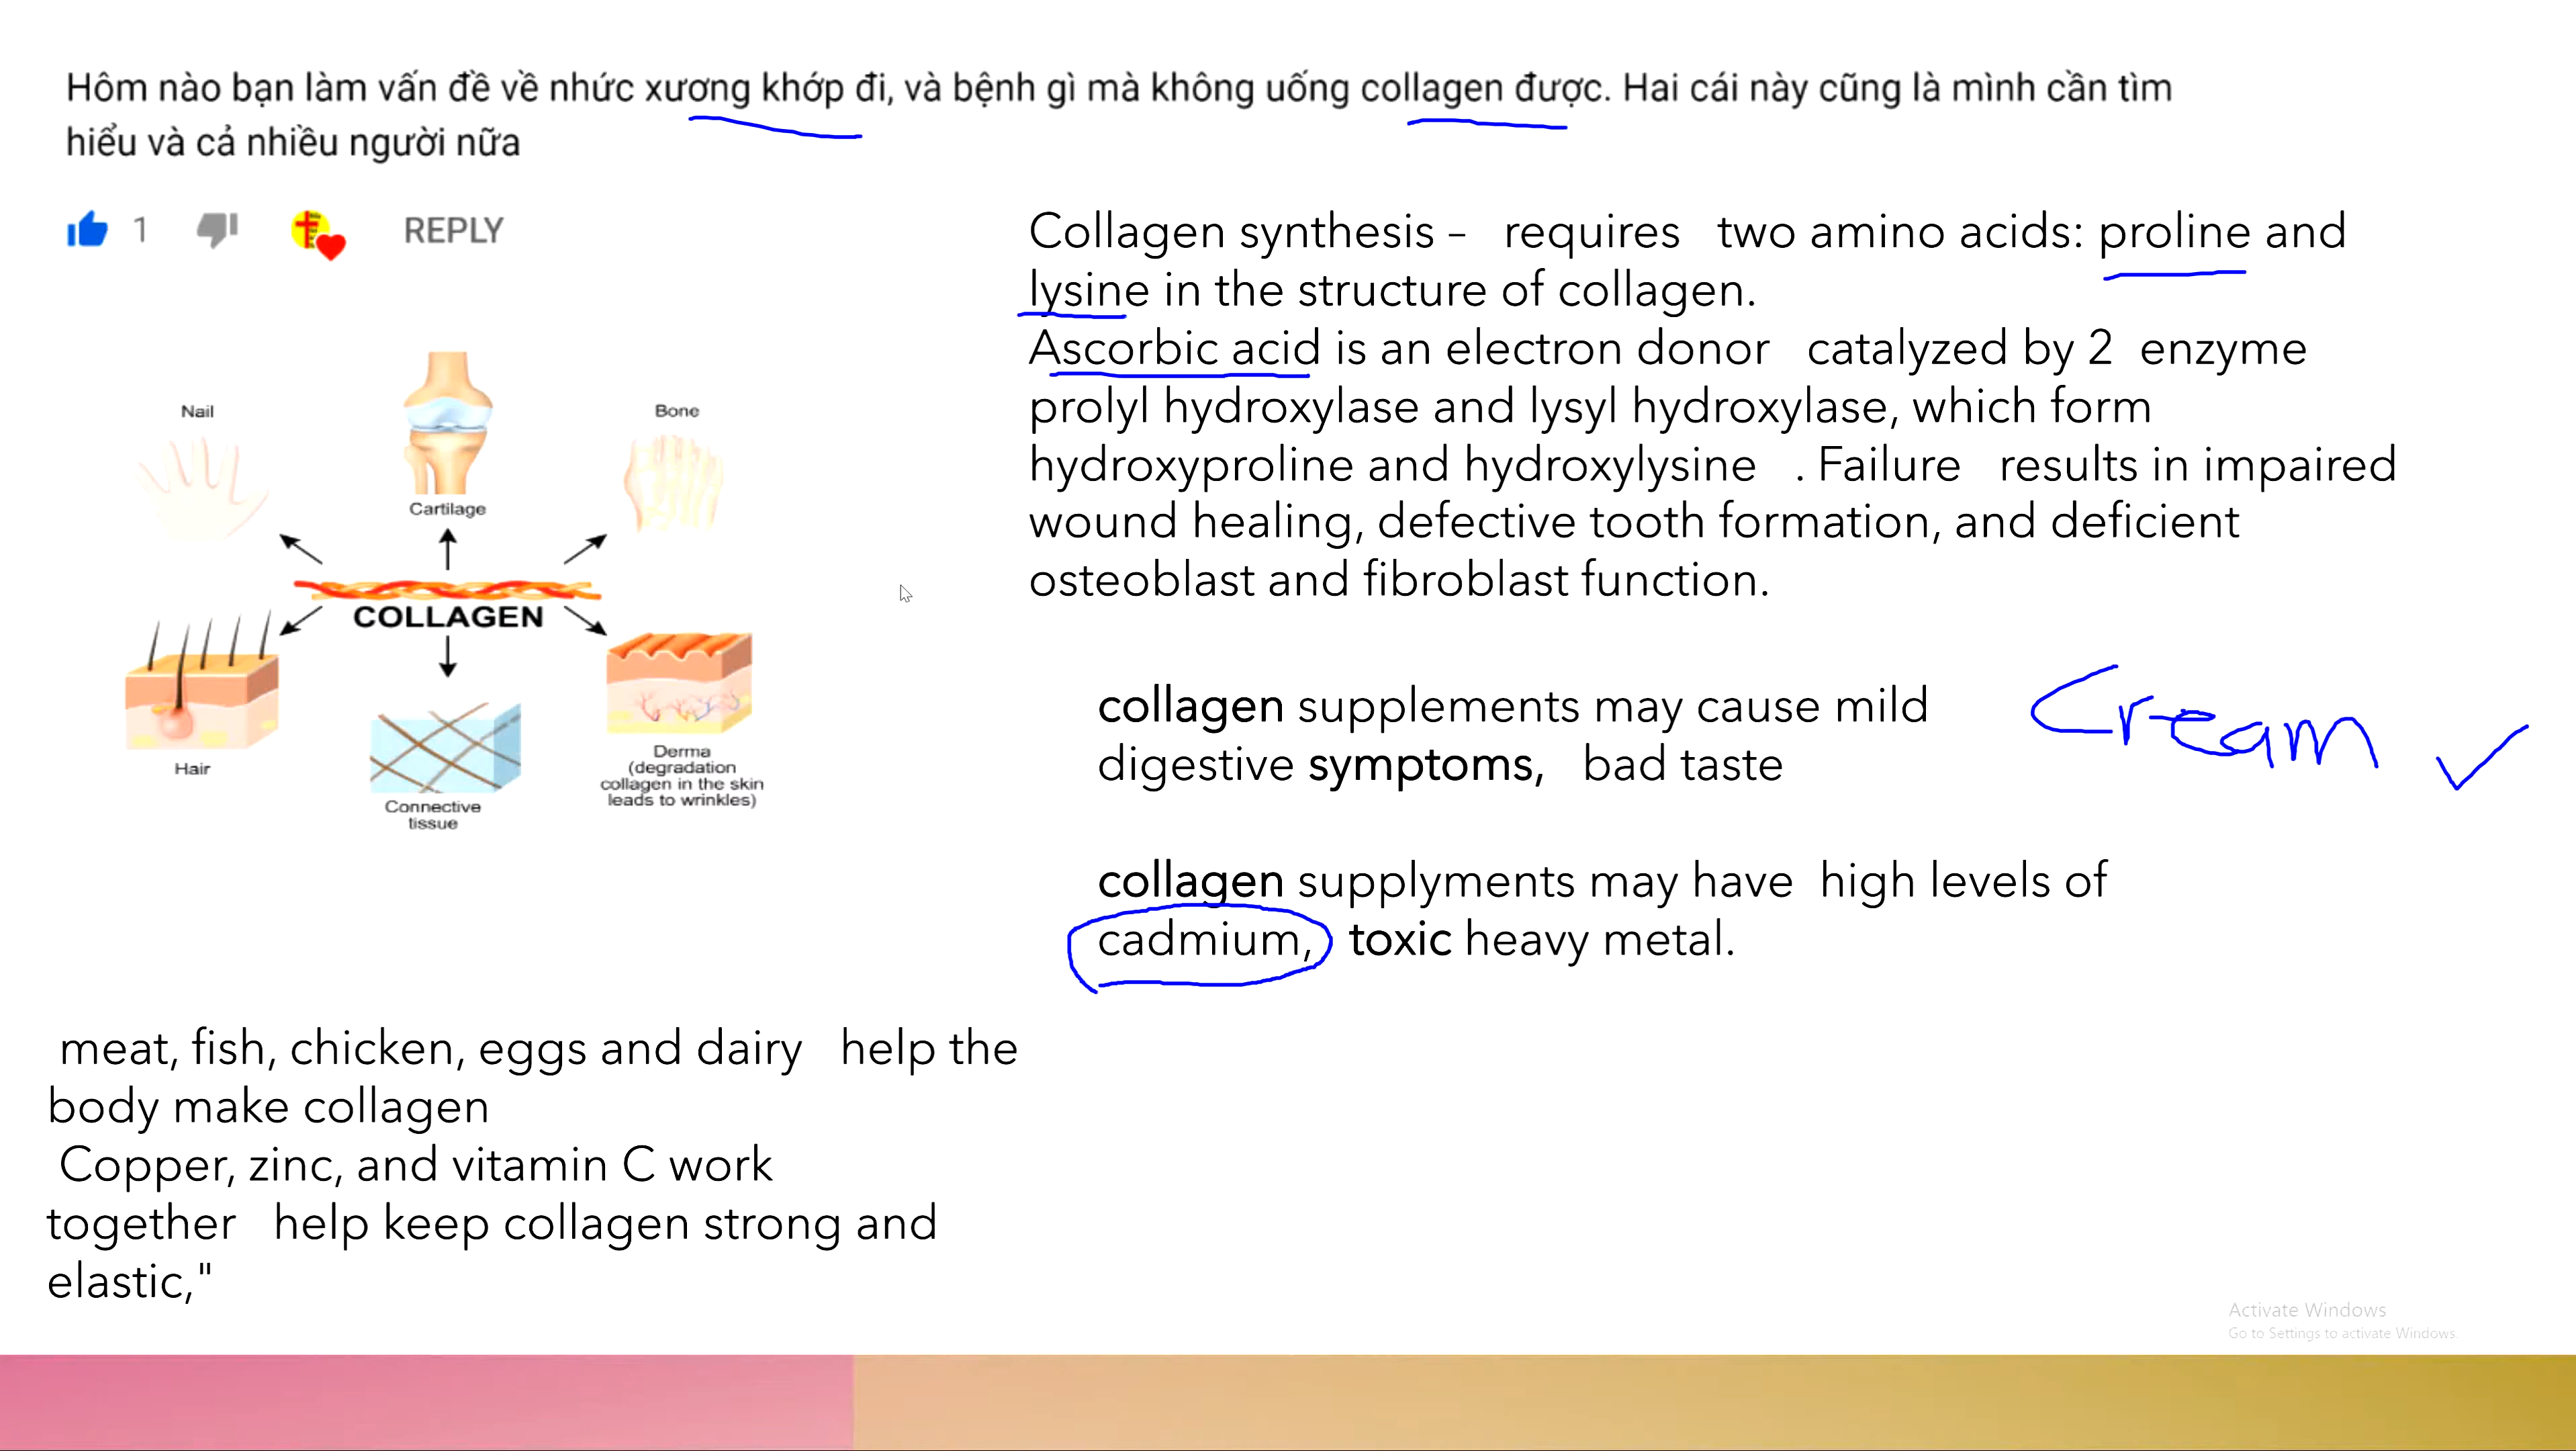 Hôm nào bạn làm vấn đề về nhức xương khớp đi, và bệnh gì mà không uống collagen được. Hai cái này cũng là mình cần tìm
hiểu và cả nhiều người nữa
1 REPLY
Collagen synthesis – requires two amino acids: proline and
lysine in the structure of collagen.
Ascorbic acid is an electron donor catalyzed by 2 enzyme
prolyl hydroxylase and lysyl hydroxylase, which form
hydroxyproline and hydroxylysine . Failure results in impaired
wound healing, defective tooth formation, and deficient
osteoblast and fibroblast function.
Nail
Bone
Cartilage
COLLAGEN
Hair
Connective
tissue
Derma
(degradation
collagen in the skin
leads to wrinkles)
collagen supplements may cause mild
digestive symptoms, bad taste
Cream
collagen supplyments may have high levels of
cadmium, toxic heavy metal.
meat, fish, chicken, eggs and dairy help the
body make collagen
Copper, zinc, and vitamin C work
together help keep collagen strong and
elastic,"
Activate Windows
Go to Settings to activate Windows.